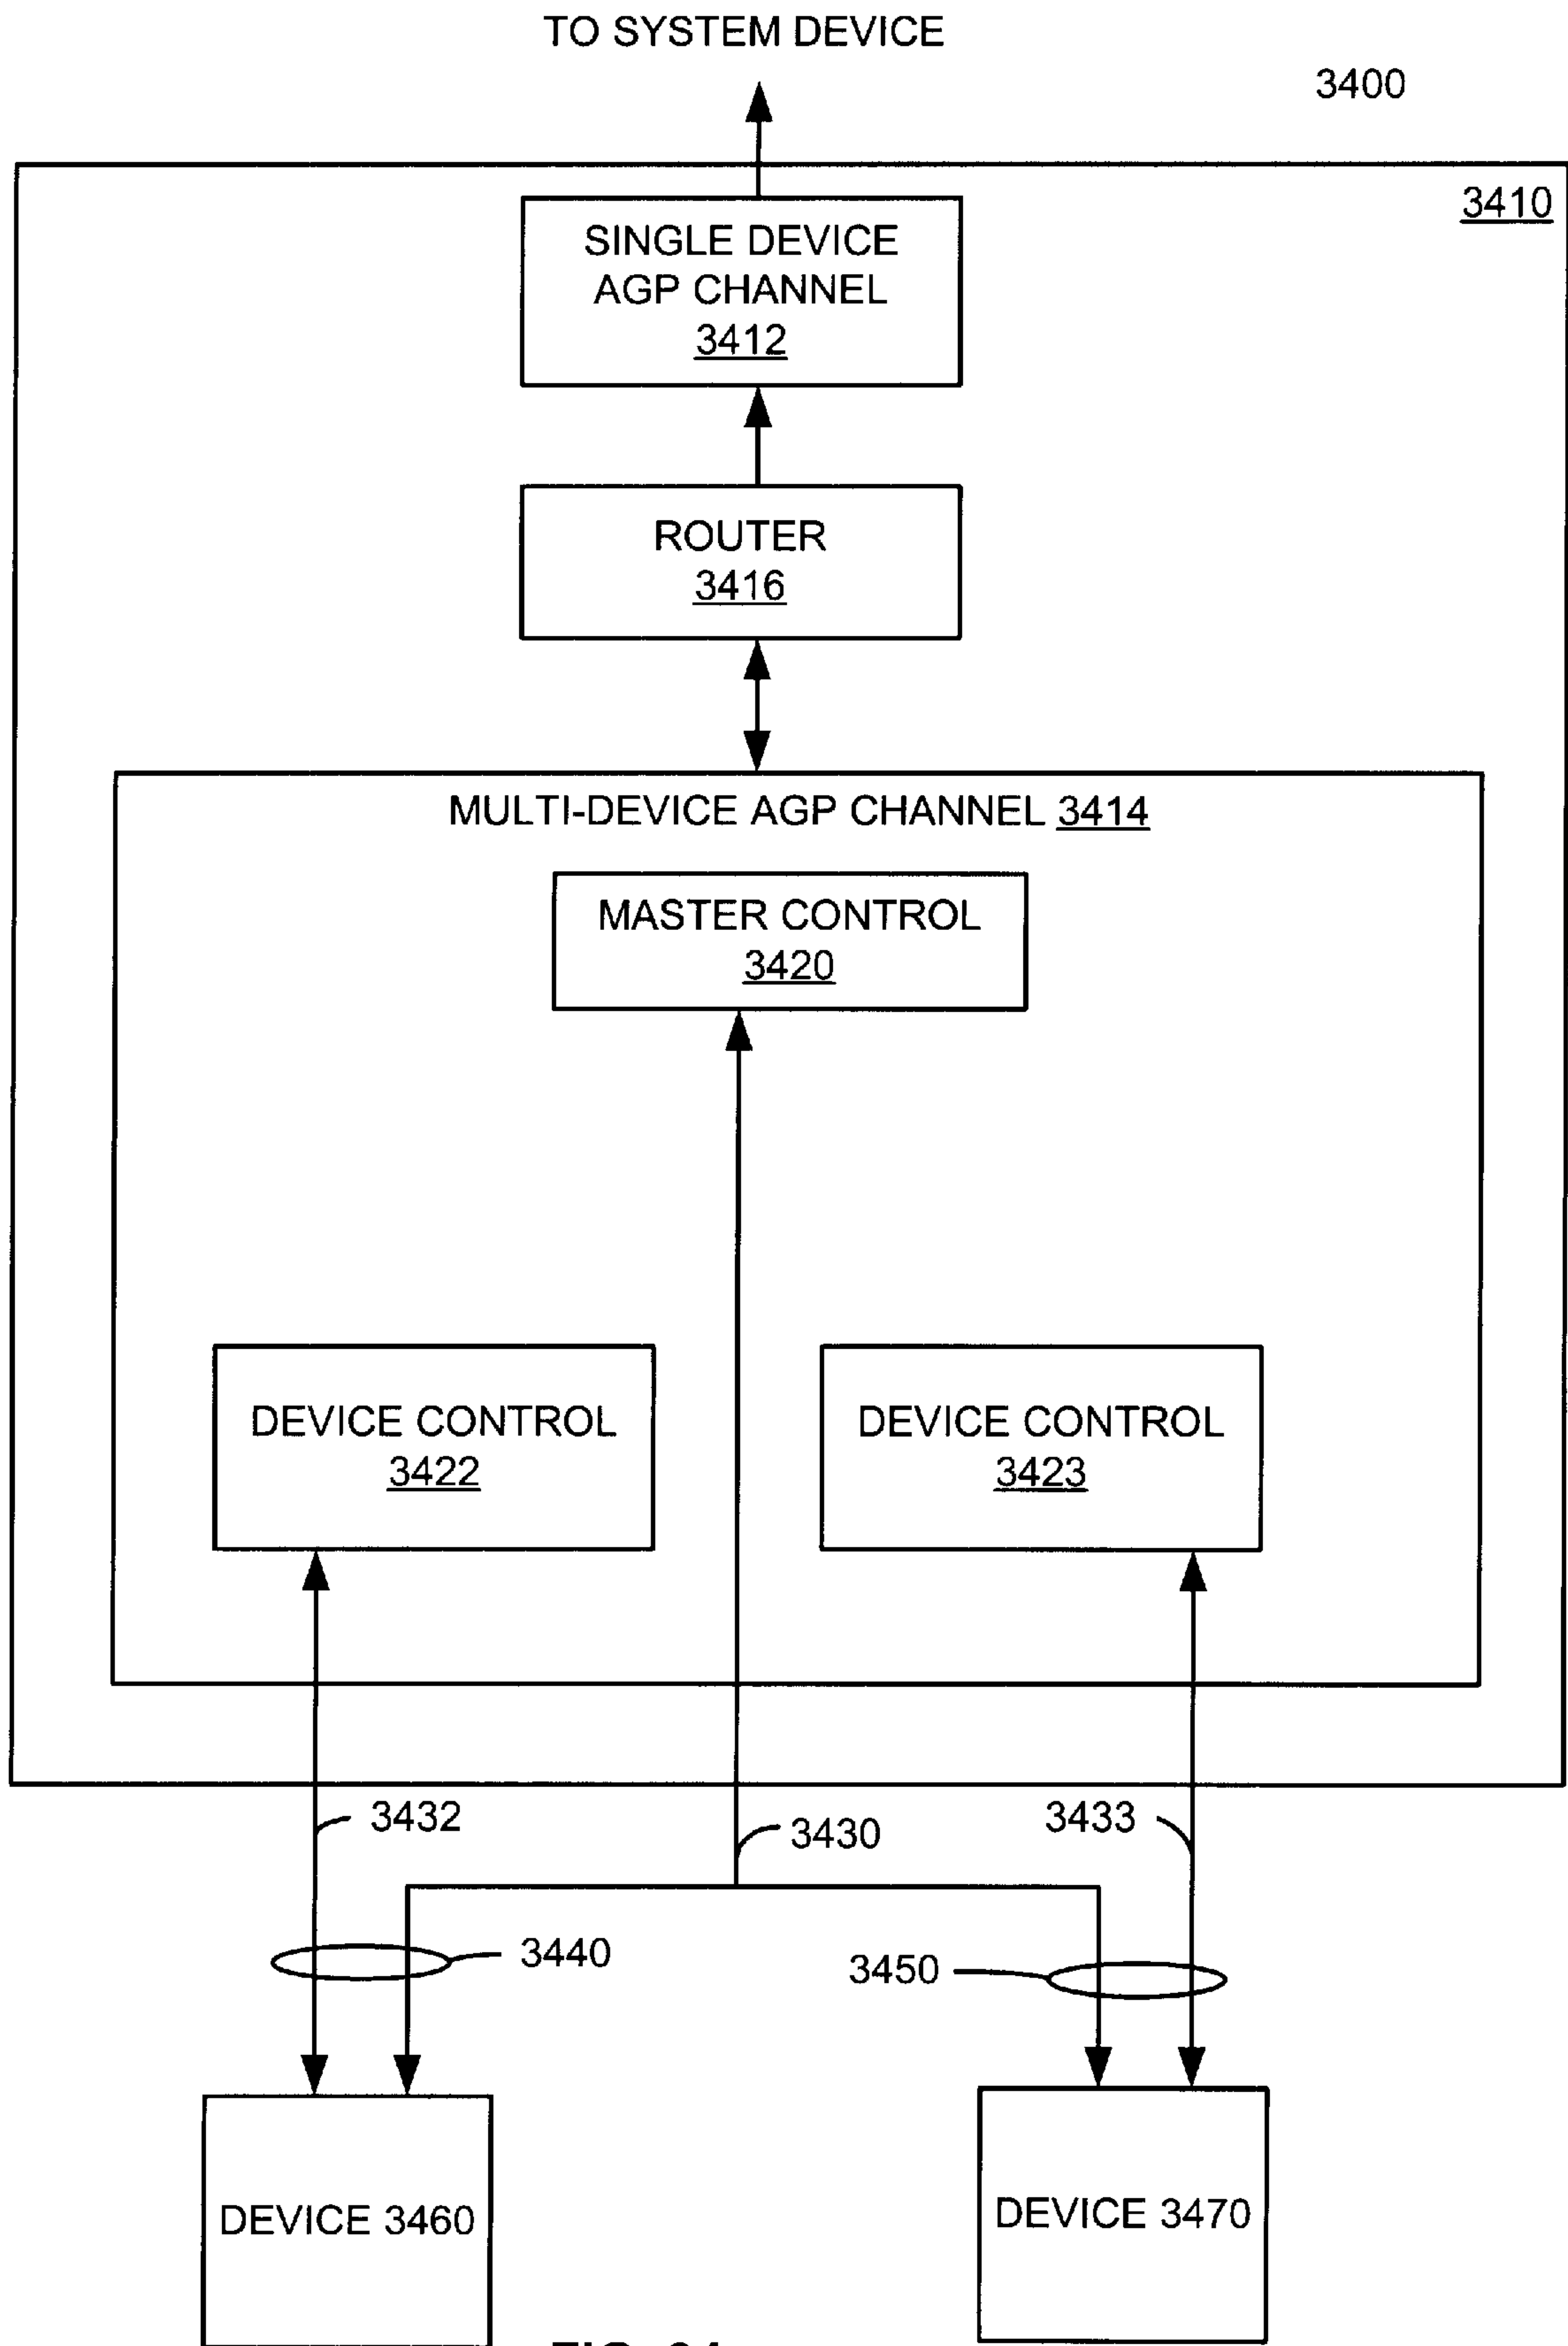 TO SYSTEM DEVICE
3400
3410
SINGLE DEVICE
AGP CHANNEL
3412
ROUTER
3416
MULTI-DEVICE AGP CHANNEL 3414
MASTER CONTROL
3420
DEVICE CONTROL
3422
DEVICE CONTROL
3423
3432
3430
3433
3440
3450
DEVICE 3460
DEVICE 3470